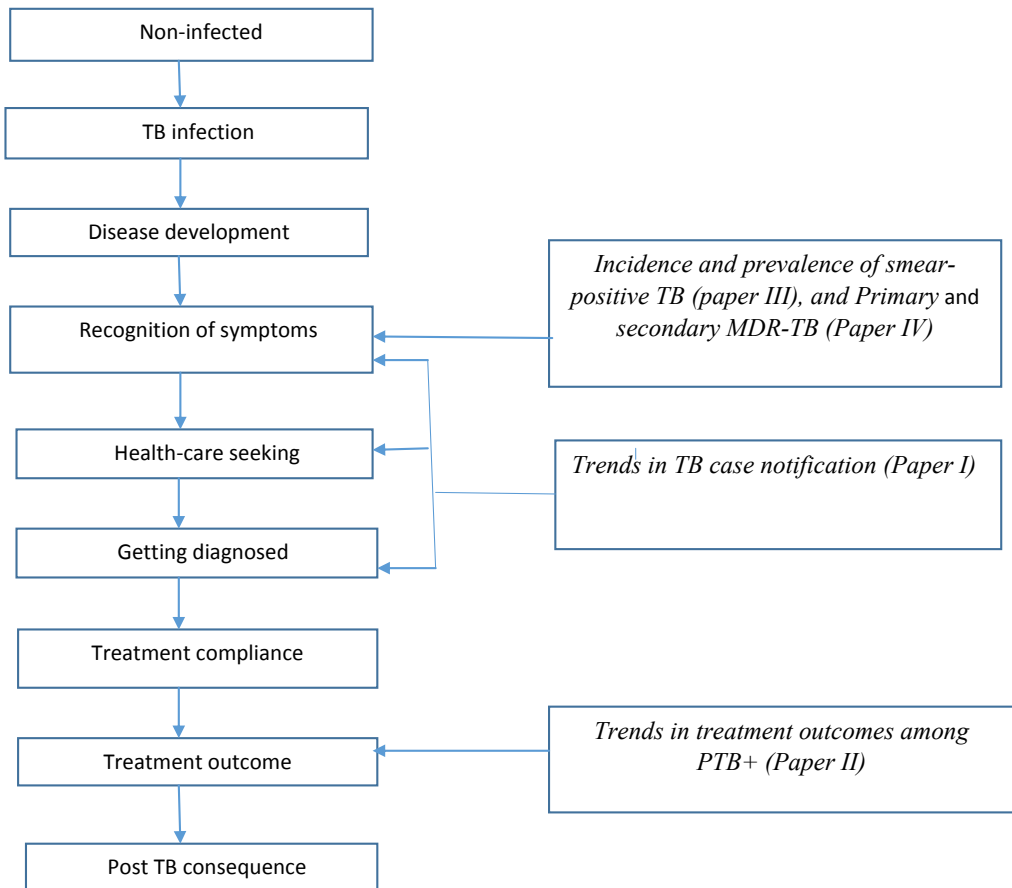 Non-infected
TB infection
Disease development
Recognition of symptoms
Health-care seeking
Getting diagnosed
Treatment compliance
Treatment outcome
Post TB consequence
Incidence and prevalence of smear-
positive TB (paper III), and Primary and
secondary MDR-TB (Paper IV)
Trends in TB case notification (Paper I)
Trends in treatment outcomes among
PTB+ (Paper II)